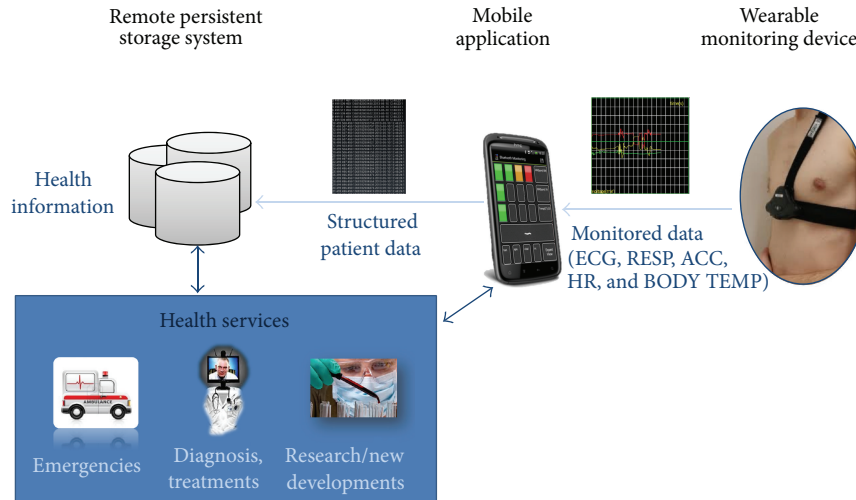 Remote persistent
storage system
Mobile
application
Wearable
monitoring device
Health
information
Structured
patient data
Monitored data
(ECG, RESP, ACC,
HR, and BODY TEMP)
Health services
AMBULANCE
Emergencies
Diagnosis,
treatments
Research/new
developments